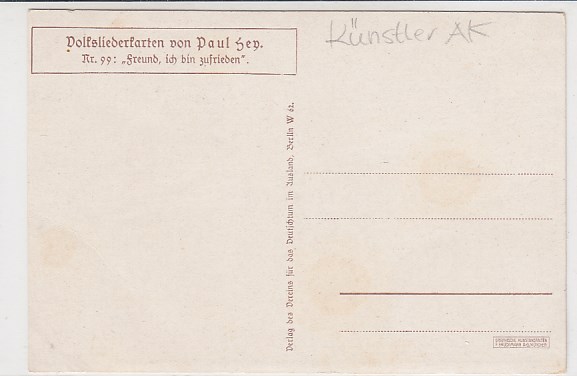 Volksliederkarten von Paul Hey.
Nr. 99: „Freund, ich bin zufrieden".
Künstler AK
Verlag des Vereins für das Deutschtum im Ausland, Berlin W 62.